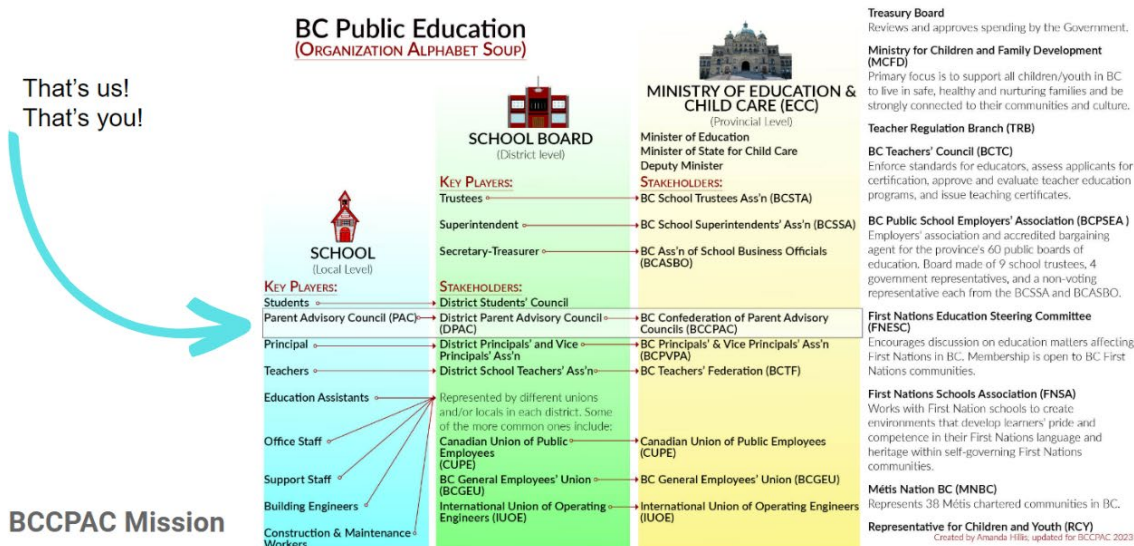 That's us!
That's you!
BCCPAC Mission
BC Public Education
(ORGANIZATION ALPHABET SOUP)
SCHOOL
(Local Level)
KEY PLAYERS:
Students
Parent Advisory Council (PAC)
Principal
Teachers
Education Assistants
Office Staff
Support Staff
Building Engineers
Construction & Maintenance
Workers
SCHOOL BOARD
(District level)
KEY PLAYERS:
Trustees
Superintendent
Secretary-Treasurer
STAKEHOLDERS:
District Students' Council
District Parent Advisory Council
(DPAC)
District Principals' and Vice
Principals' Ass'n
District School Teachers' Ass'n
Represented by different unions
and/or locals in each district. Some
of the more common ones include:
Canadian Union of Public
Employees
(CUPE)
BC General Employees' Union
(BCGEU)
International Union of Operating
Engineers (IUOE)
MINISTRY OF EDUCATION &
CHILD CARE (ECC)
(Provincial Level)
Minister of Education
Minister of State for Child Care
Deputy Minister
STAKEHOLDERS:
BC School Trustees Ass'n (BCSTA)
BC School Superintendents' Ass'n (BCSSA)
BC Ass'n of School Business Officials
(BCASBO)
BC Confederation of Parent Advisory
Councils (BCCPAC)
BC Principals' & Vice Principals' Ass'n
(BCPVPA)
BC Teachers' Federation (BCTF)
Canadian Union of Public Employees
(CUPE)
BC General Employees' Union (BCGEU)
International Union of Operating Engineers
(IUOE)
Treasury Board
Reviews and approves spending by the Government.
Ministry for Children and Family Development
(MCFD)
Primary focus is to support all children/youth in BC
to live in safe, healthy and nurturing families and be
strongly connected to their communities and culture.
Teacher Regulation Branch (TRB)
BC Teachers' Council (BCTC)
Enforce standards for educators, assess applicants for
certification, approve and evaluate teacher education
programs, and issue teaching certificates.
BC Public School Employers' Association (BCPSEA )
Employers' association and accredited bargaining
agent for the province's 60 public boards of
education. Board made of 9 school trustees, 4
government representatives, and a non-voting
representative each from the BCSSA and BCASBO.
First Nations Education Steering Committee
(FNESC)
Encourages discussion on education matters affecting
First Nations in BC. Membership is open to BC First
Nations communities.
First Nations Schools Association (FNSA)
Works with First Nation schools to create
environments that develop learners' pride and
competence in their First Nations language and
heritage within self-governing First Nations
communities.
Métis Nation BC (MNBC)
Represents 38 Métis chartered communities in BC.
Representative for Children and Youth (RCY)
Created by Amanda Hillis, updated for BCCPAC 2023